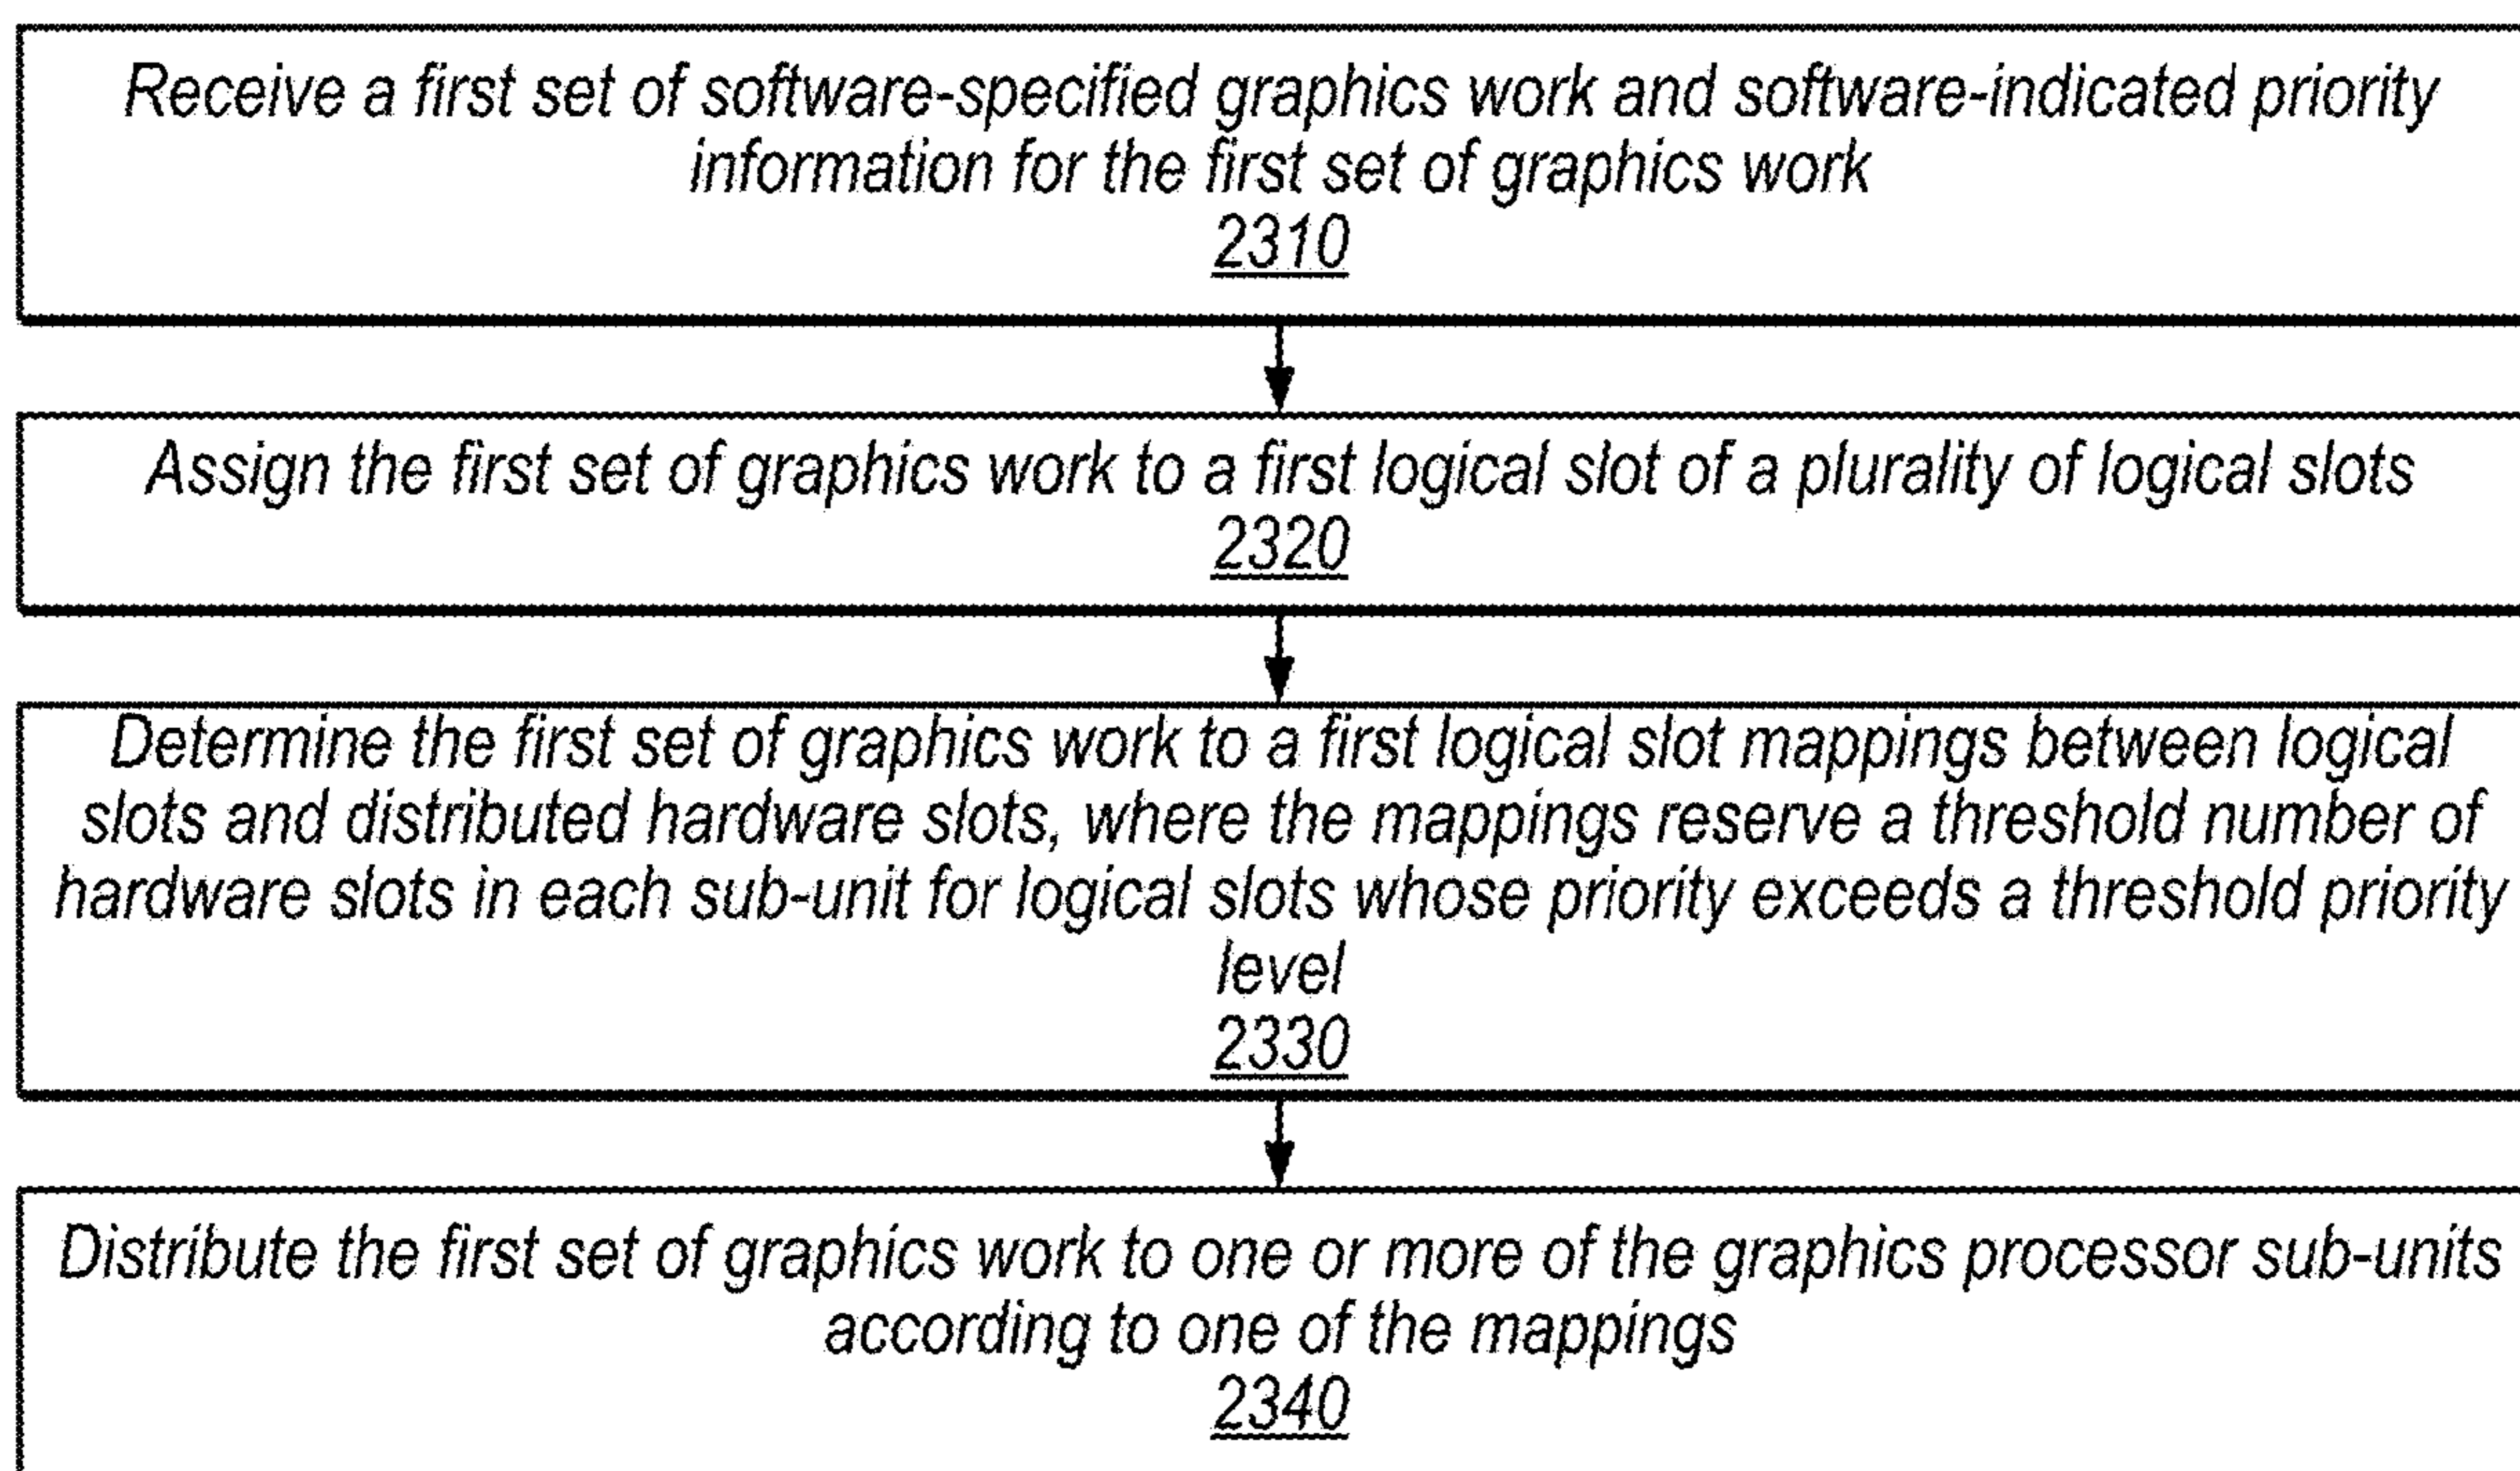 Receive a first set of software-specified graphics work and software-indicated priority
information for the first set of graphics work
2310
Assign the first set of graphics work to a first logical slot of a plurality of logical slots
2320
Determine the first set of graphics work to a first logical slot mappings between logical
slots and distributed hardware slots, where the mappings reserve a threshold number of
hardware slots in each sub-unit for logical slots whose priority exceeds a threshold priority
level
2330
Distribute the first set of graphics work to one or more of the graphics processor sub-units
according to one of the mappings
2340